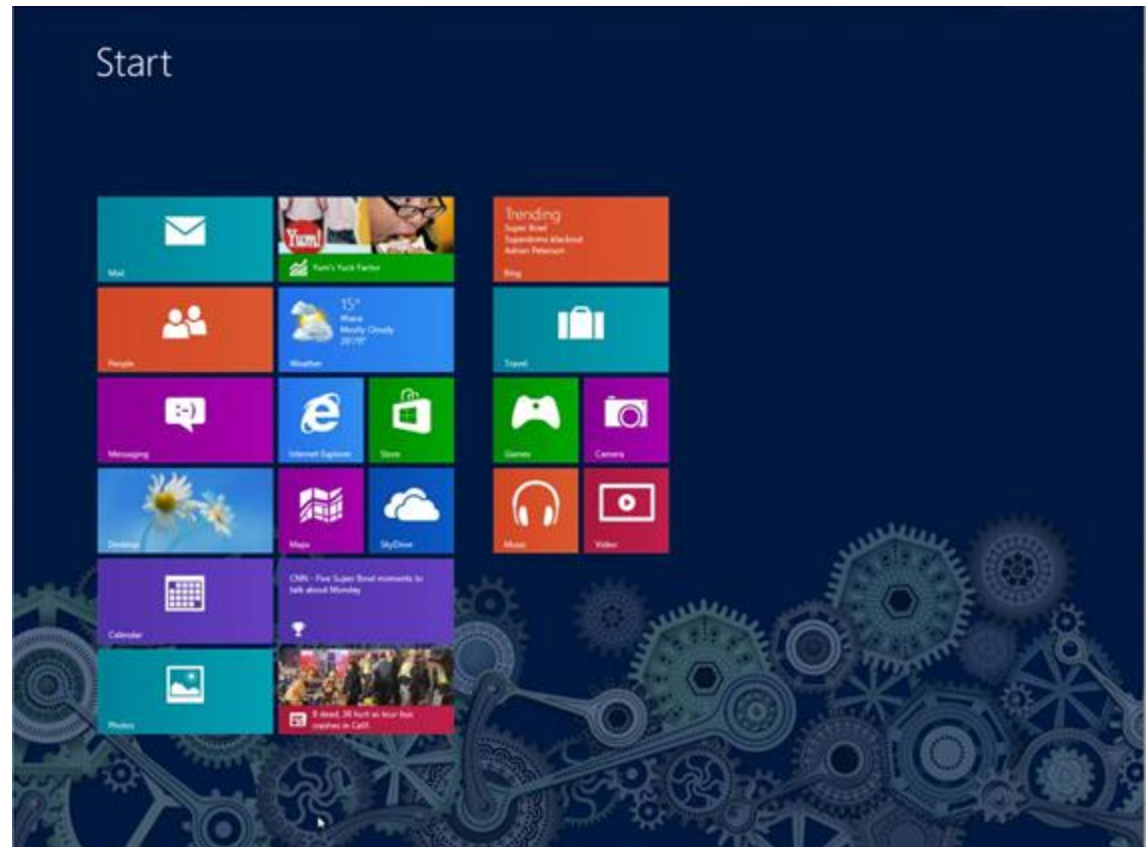 Start
Mail
Yum!
Yum's Yuck Factor
Trending
Super Bowl
Superdome blackout
Adrian Peterson
Bing
People
15°
Ithaca
Mostly Cloudy
Weather
Travel
:-)
Messaging
Internet Explorer
Store
Games
Camera
Desktop
Maps
SkyDrive
Music
Video
Calendar
CNN - Five Super Bowl moments to
talk about Monday
Photos
8 dead, 38 hurt as tour bus
crashes in Calif.